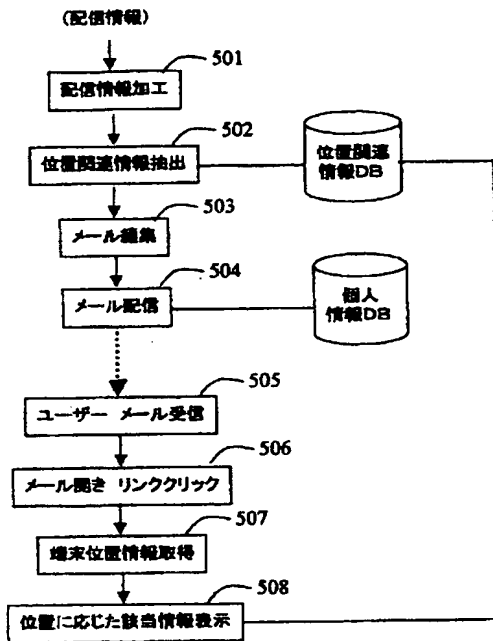 (配信情報)
501
配信情報加工
502
位置関連情報抽出
位置関連
情報DB
503
メール編集
504
メール配信
個人
情報DB
505
ユーザー メール受信
506
メール開き リンククリック
507
端末位置情報取得
508
位置に応じた該当情報表示